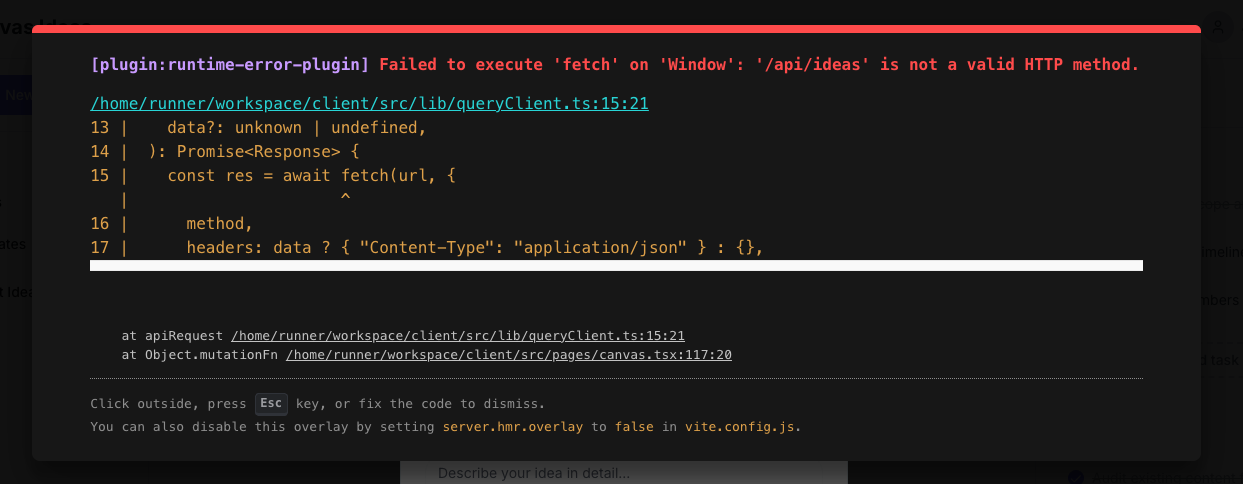 [plugin:runtime-error-plugin] Failed to execute 'fetch' on 'Window': '/api/ideas' is not a valid HTTP method.
/home/runner/workspace/client/src/lib/queryClient.ts:15:21
13 |    data?: unknown | undefined,
14 |  ): Promise<Response> {
15 |    const res = await fetch(url, {
   |                      ^
16 |      method,
17 |      headers: data ? { "Content-Type": "application/json" } : {},
at apiRequest /home/runner/workspace/client/src/lib/queryClient.ts:15:21
at Object.mutationFn /home/runner/workspace/client/src/pages/canvas.tsx:117:20
Click outside, press Esc key, or fix the code to dismiss.
You can also disable this overlay by setting server.hmr.overlay to false in vite.config.js.
New
Describe your idea in detail...